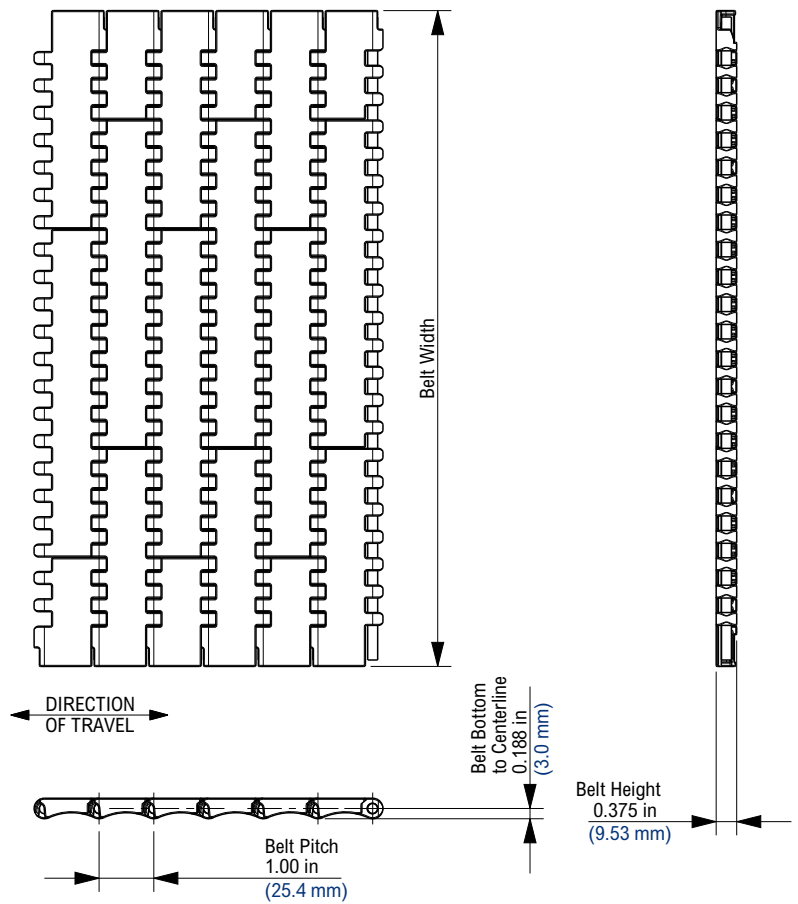 Belt Width
DIRECTION
OF TRAVEL
Belt Bottom
to Centerline
0.188 in
(3.0 mm)
Belt Height
0.375 in
(9.53 mm)
Belt Pitch
1.00 in
(25.4 mm)